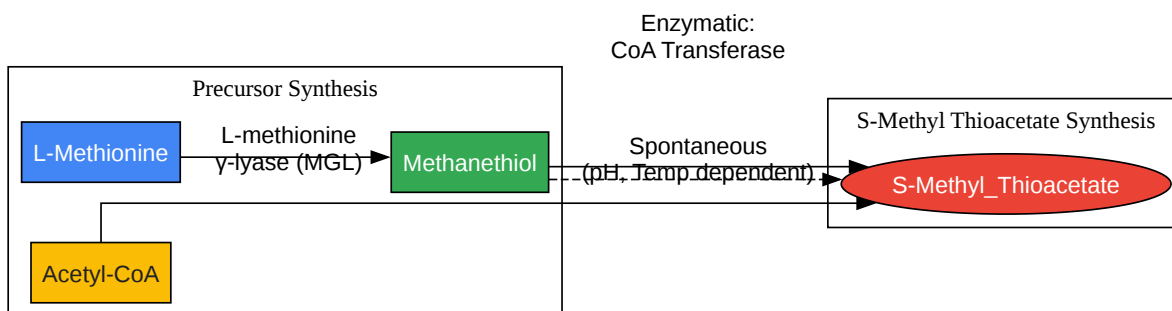 Enzymatic:
CoA Transferase
Precursor Synthesis
L-Methionine
L-methionine
γ-lyase (MGL)
Methanethiol
Spontaneous
(pH, Temp dependent)
S-Methyl Thioacetate Synthesis
S-Methyl_Thioacetate
Acetyl-CoA